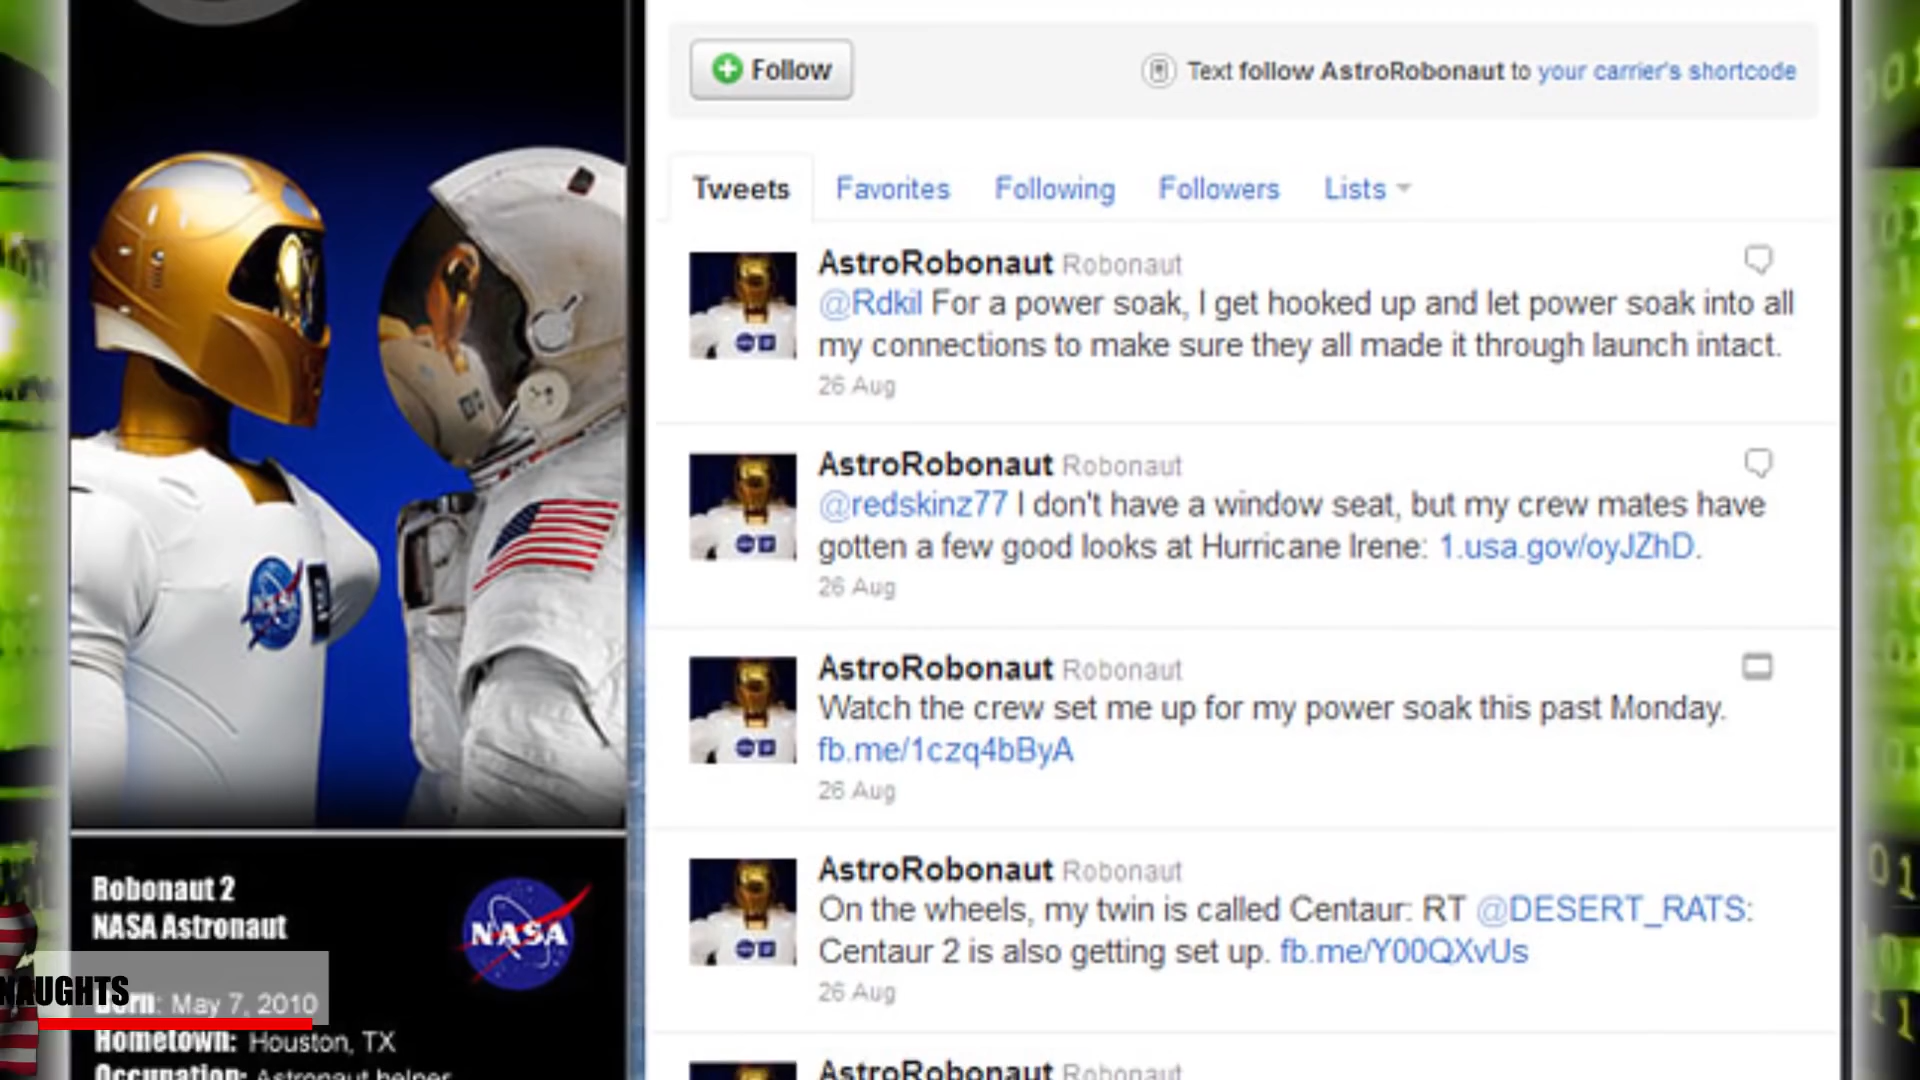 Follow
Text follow AstroRobonaut to your carrier's shortcode
Tweets Favorites Following Followers Lists
AstroRobonaut Robonaut
@Rdkil For a power soak, I get hooked up and let power soak into all
my connections to make sure they all made it through launch intact.
26 Aug
AstroRobonaut Robonaut
@redskinz77 I don't have a window seat, but my crew mates have
gotten a few good looks at Hurricane Irene: 1.usa.gov/oyJZhD.
26 Aug
AstroRobonaut Robonaut
Watch the crew set me up for my power soak this past Monday.
fb.me/1czq4bByA
26 Aug
AstroRobonaut Robonaut
On the wheels, my twin is called Centaur: RT @DESERT_RATS:
Centaur 2 is also getting set up. fb.me/Y00QXvUs
26 Aug
AstroRobonaut Robonaut
NASA
Robonaut 2
NASA Astronaut
NASA
NAUGHTS
Born: May 7, 2010
Hometown: Houston, TX
Occupation: Astronaut helper